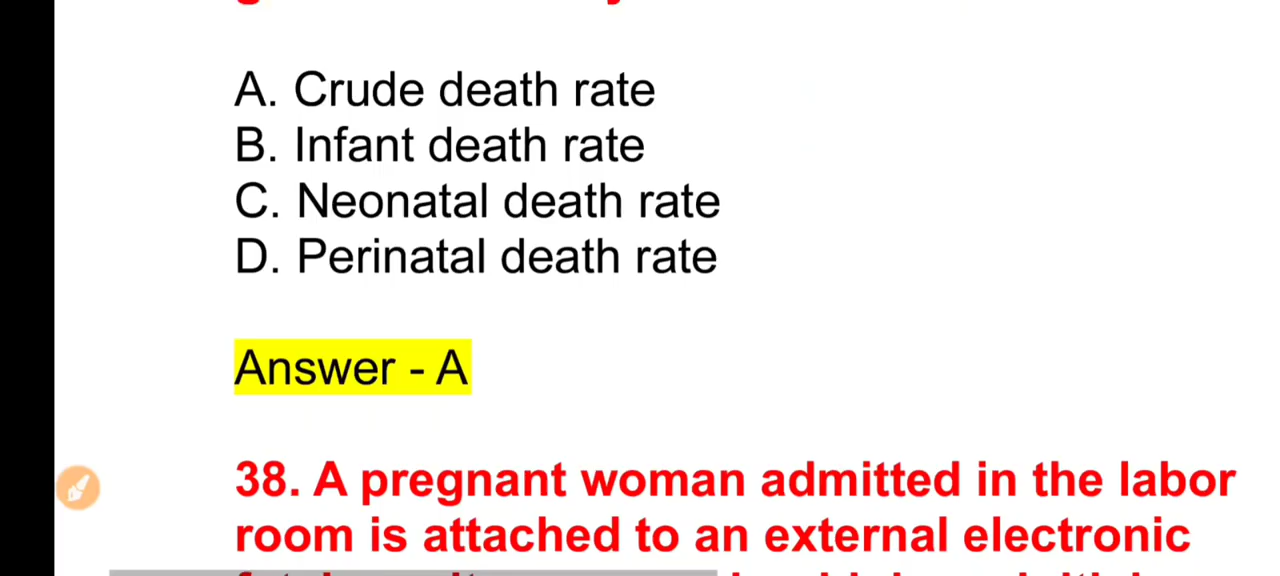 A. Crude death rate
B. Infant death rate
C. Neonatal death rate
D. Perinatal death rate
Answer - A
38. A pregnant woman admitted in the labor
room is attached to an external electronic